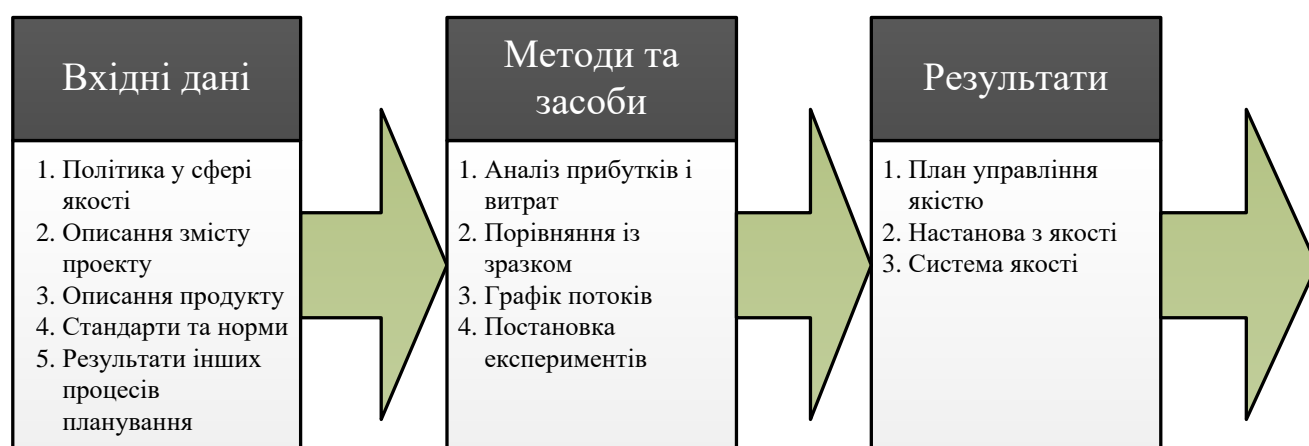 Вхідні дані
1. Політика у сфері
якості
2. Описання змісту
проекту
3. Описання продукту
4. Стандарти та норми
5. Результати інших
процесів
планування
Методи та
засоби
1. Аналіз прибутків і
витрат
2. Порівняння із
зразком
3. Графік потоків
4. Постановка
експериментів
Результати
1. План управління
якістю
2. Настанова з якості
3. Система якості